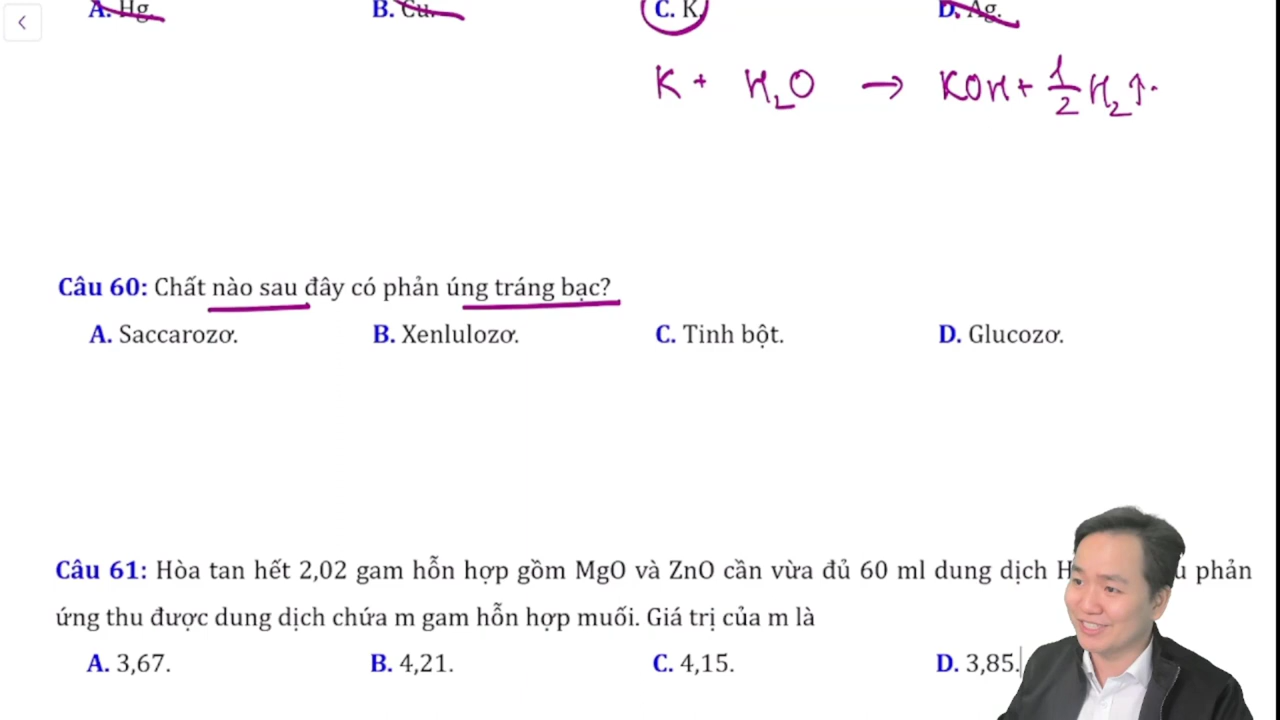 A. Hg. B. Cu. C. K. D. Ag.
K + H₂O → KOH + 1/2 H₂↑.
Câu 60: Chất nào sau đây có phản ứng tráng bạc?
A. Saccarozơ. B. Xenlulozơ. C. Tinh bột. D. Glucozơ.
Câu 61: Hòa tan hết 2,02 gam hỗn hợp gồm MgO và ZnO cần vừa đủ 60 ml dung dịch phản
ứng thu được dung dịch chứa m gam hỗn hợp muối. Giá trị của m là
A. 3,67. B. 4,21. C. 4,15. D. 3,85.